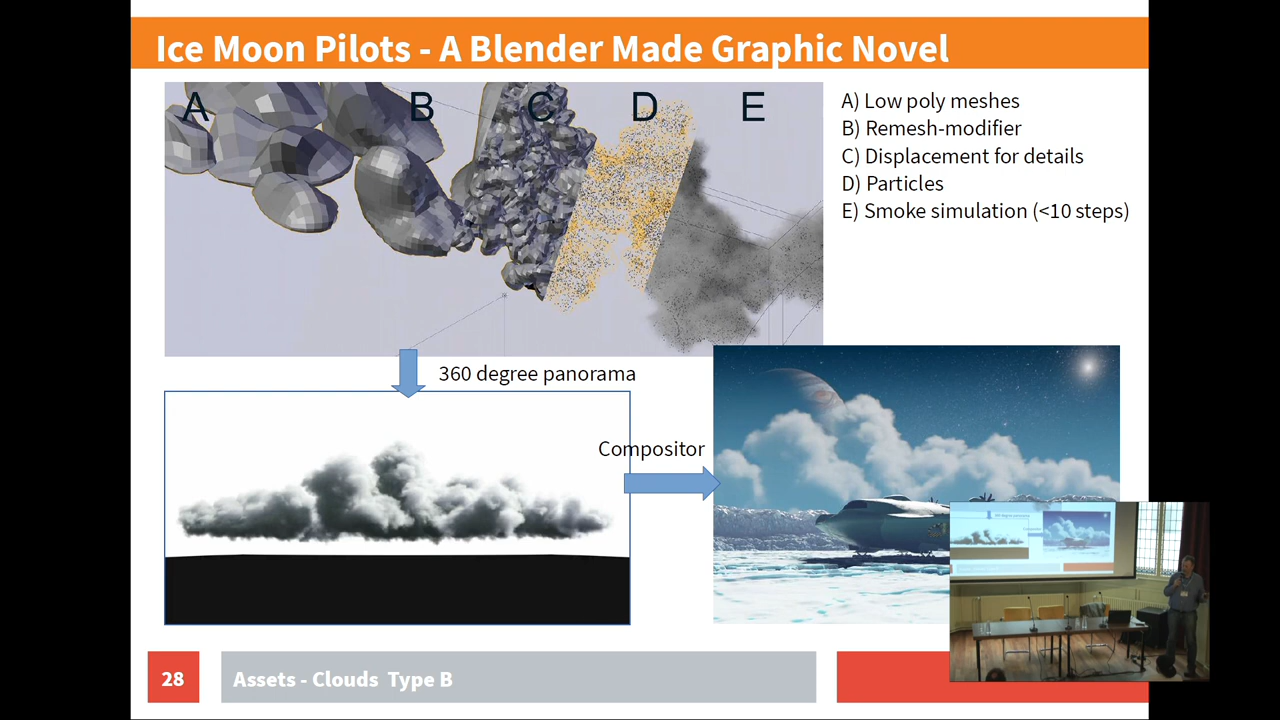 Ice Moon Pilots - A Blender Made Graphic Novel
A B C D E
A) Low poly meshes
B) Remesh-modifier
C) Displacement for details
D) Particles
E) Smoke simulation (<10 steps)
360 degree panorama
Compositor
28
Assets - Clouds Type B